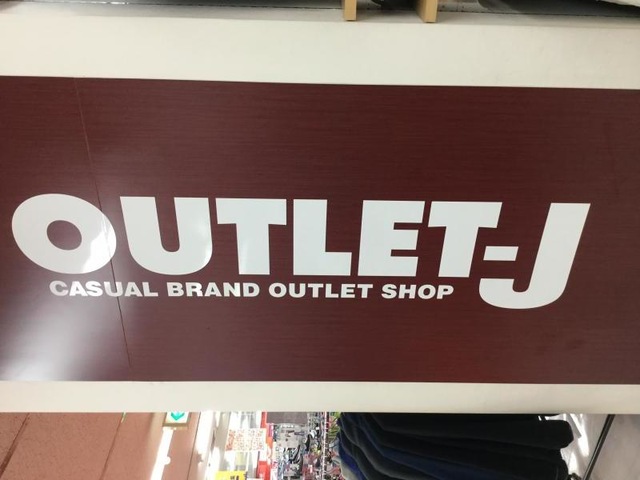 OUTLET-J
CASUAL BRAND OUTLET SHOP